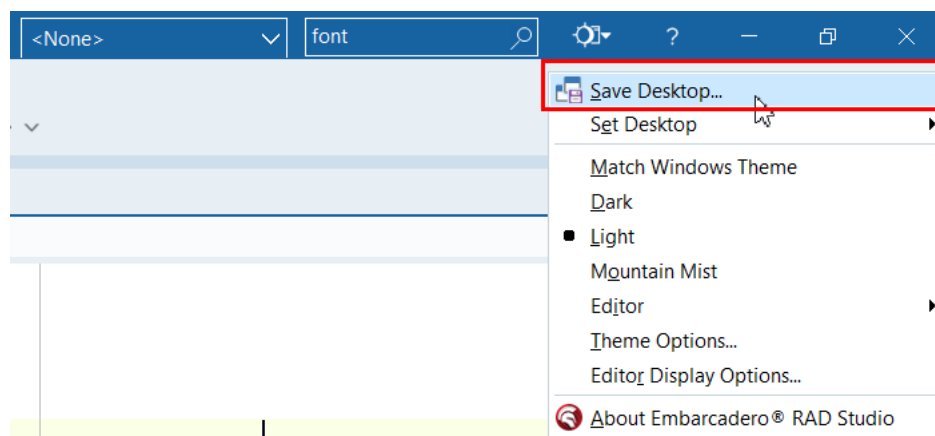 <None>
font
?
Save Desktop...
Set Desktop
Match Windows Theme
Dark
Light
Mountain Mist
Editor
Theme Options...
Editor Display Options...
About Embarcadero® RAD Studio